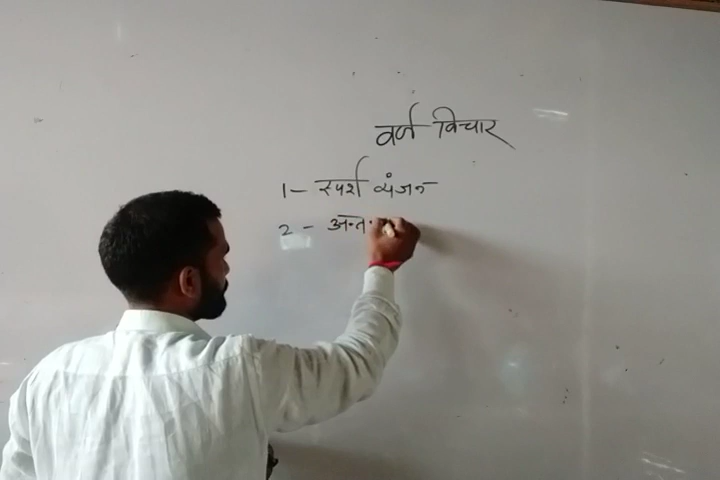 वर्ण विचार
1- स्पर्श व्यंजन
2 - अन्त